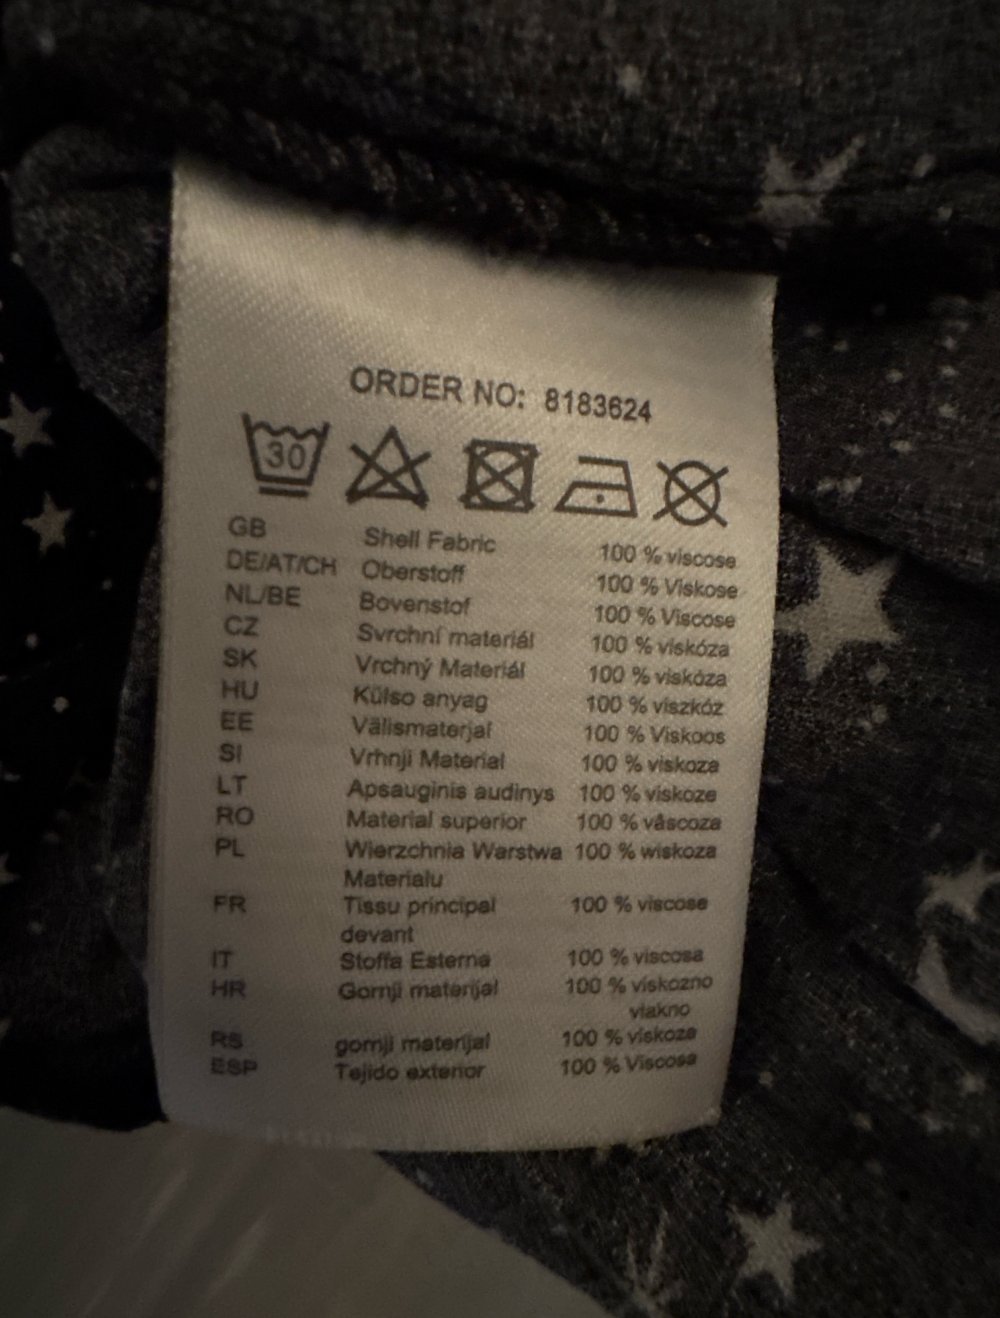 ORDER NO: 8183624
30
GB Shell Fabric 100 % viscose
DE/AT/CH Oberstoff 100 % Viskose
NL/BE Bovenstof 100 % Viscose
CZ Svrchní materiál 100 % viskóza
SK Vrchný Materiál 100 % viskóza
HU Külso anyag 100 % viszkóz
EE Välismaterjal 100 % Viskoos
SI Vrhnji Material 100 % viskoza
LT Apsauginis audinys 100 % viskoze
RO Material superior 100 % vâscoza
PL Wierzchnia Warstwa 100 % wiskoza
Materialu
FR Tissu principal 100 % viscose
devant
IT Stoffa Esterna 100 % viscosa
HR Gornji materijal 100 % viskozno
vlakno
RS gornji materijal 100 % viskoza
ESP Tejido exterior 100 % Viscosa